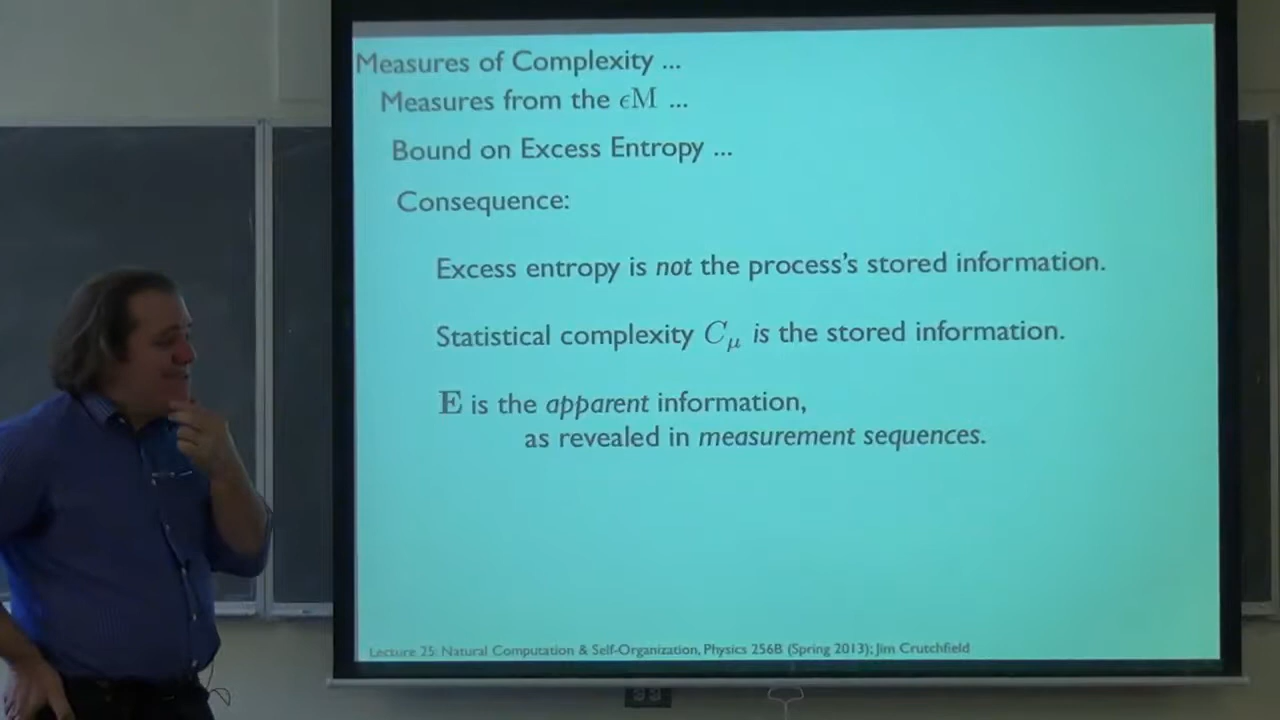 Measures of Complexity ...
Measures from the ϵM ...
Bound on Excess Entropy ...
Consequence:
Excess entropy is not the process's stored information.
Statistical complexity Cμ is the stored information.
E is the apparent information,
as revealed in measurement sequences.
Lecture 25: Natural Computation & Self-Organization, Physics 256B (Spring 2013); Jim Crutchfield